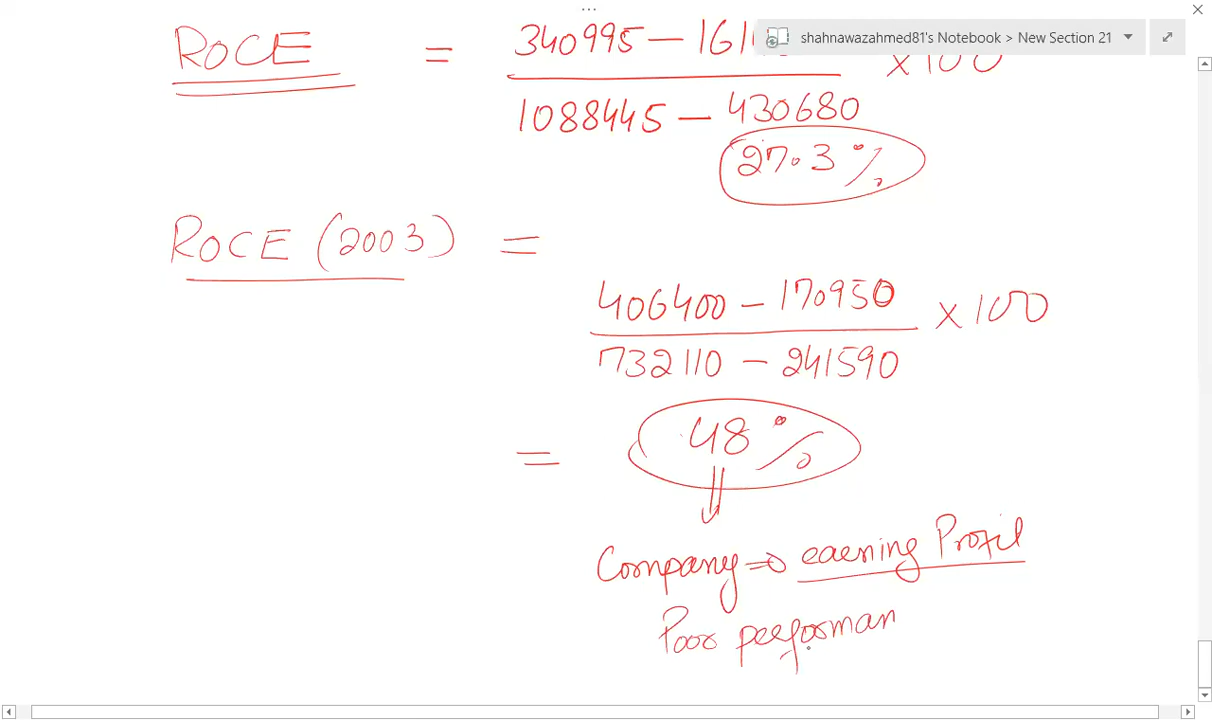 ...
shahnawazahmed81's Notebook > New Section 21
ROCE = 340995 – 161
×100
1088445 – 430680
27.3%
ROCE (2003) =
406400 – 170950 × 100
732110 – 241590
= 48%
Company ⇒ earning Profit
Poor performan